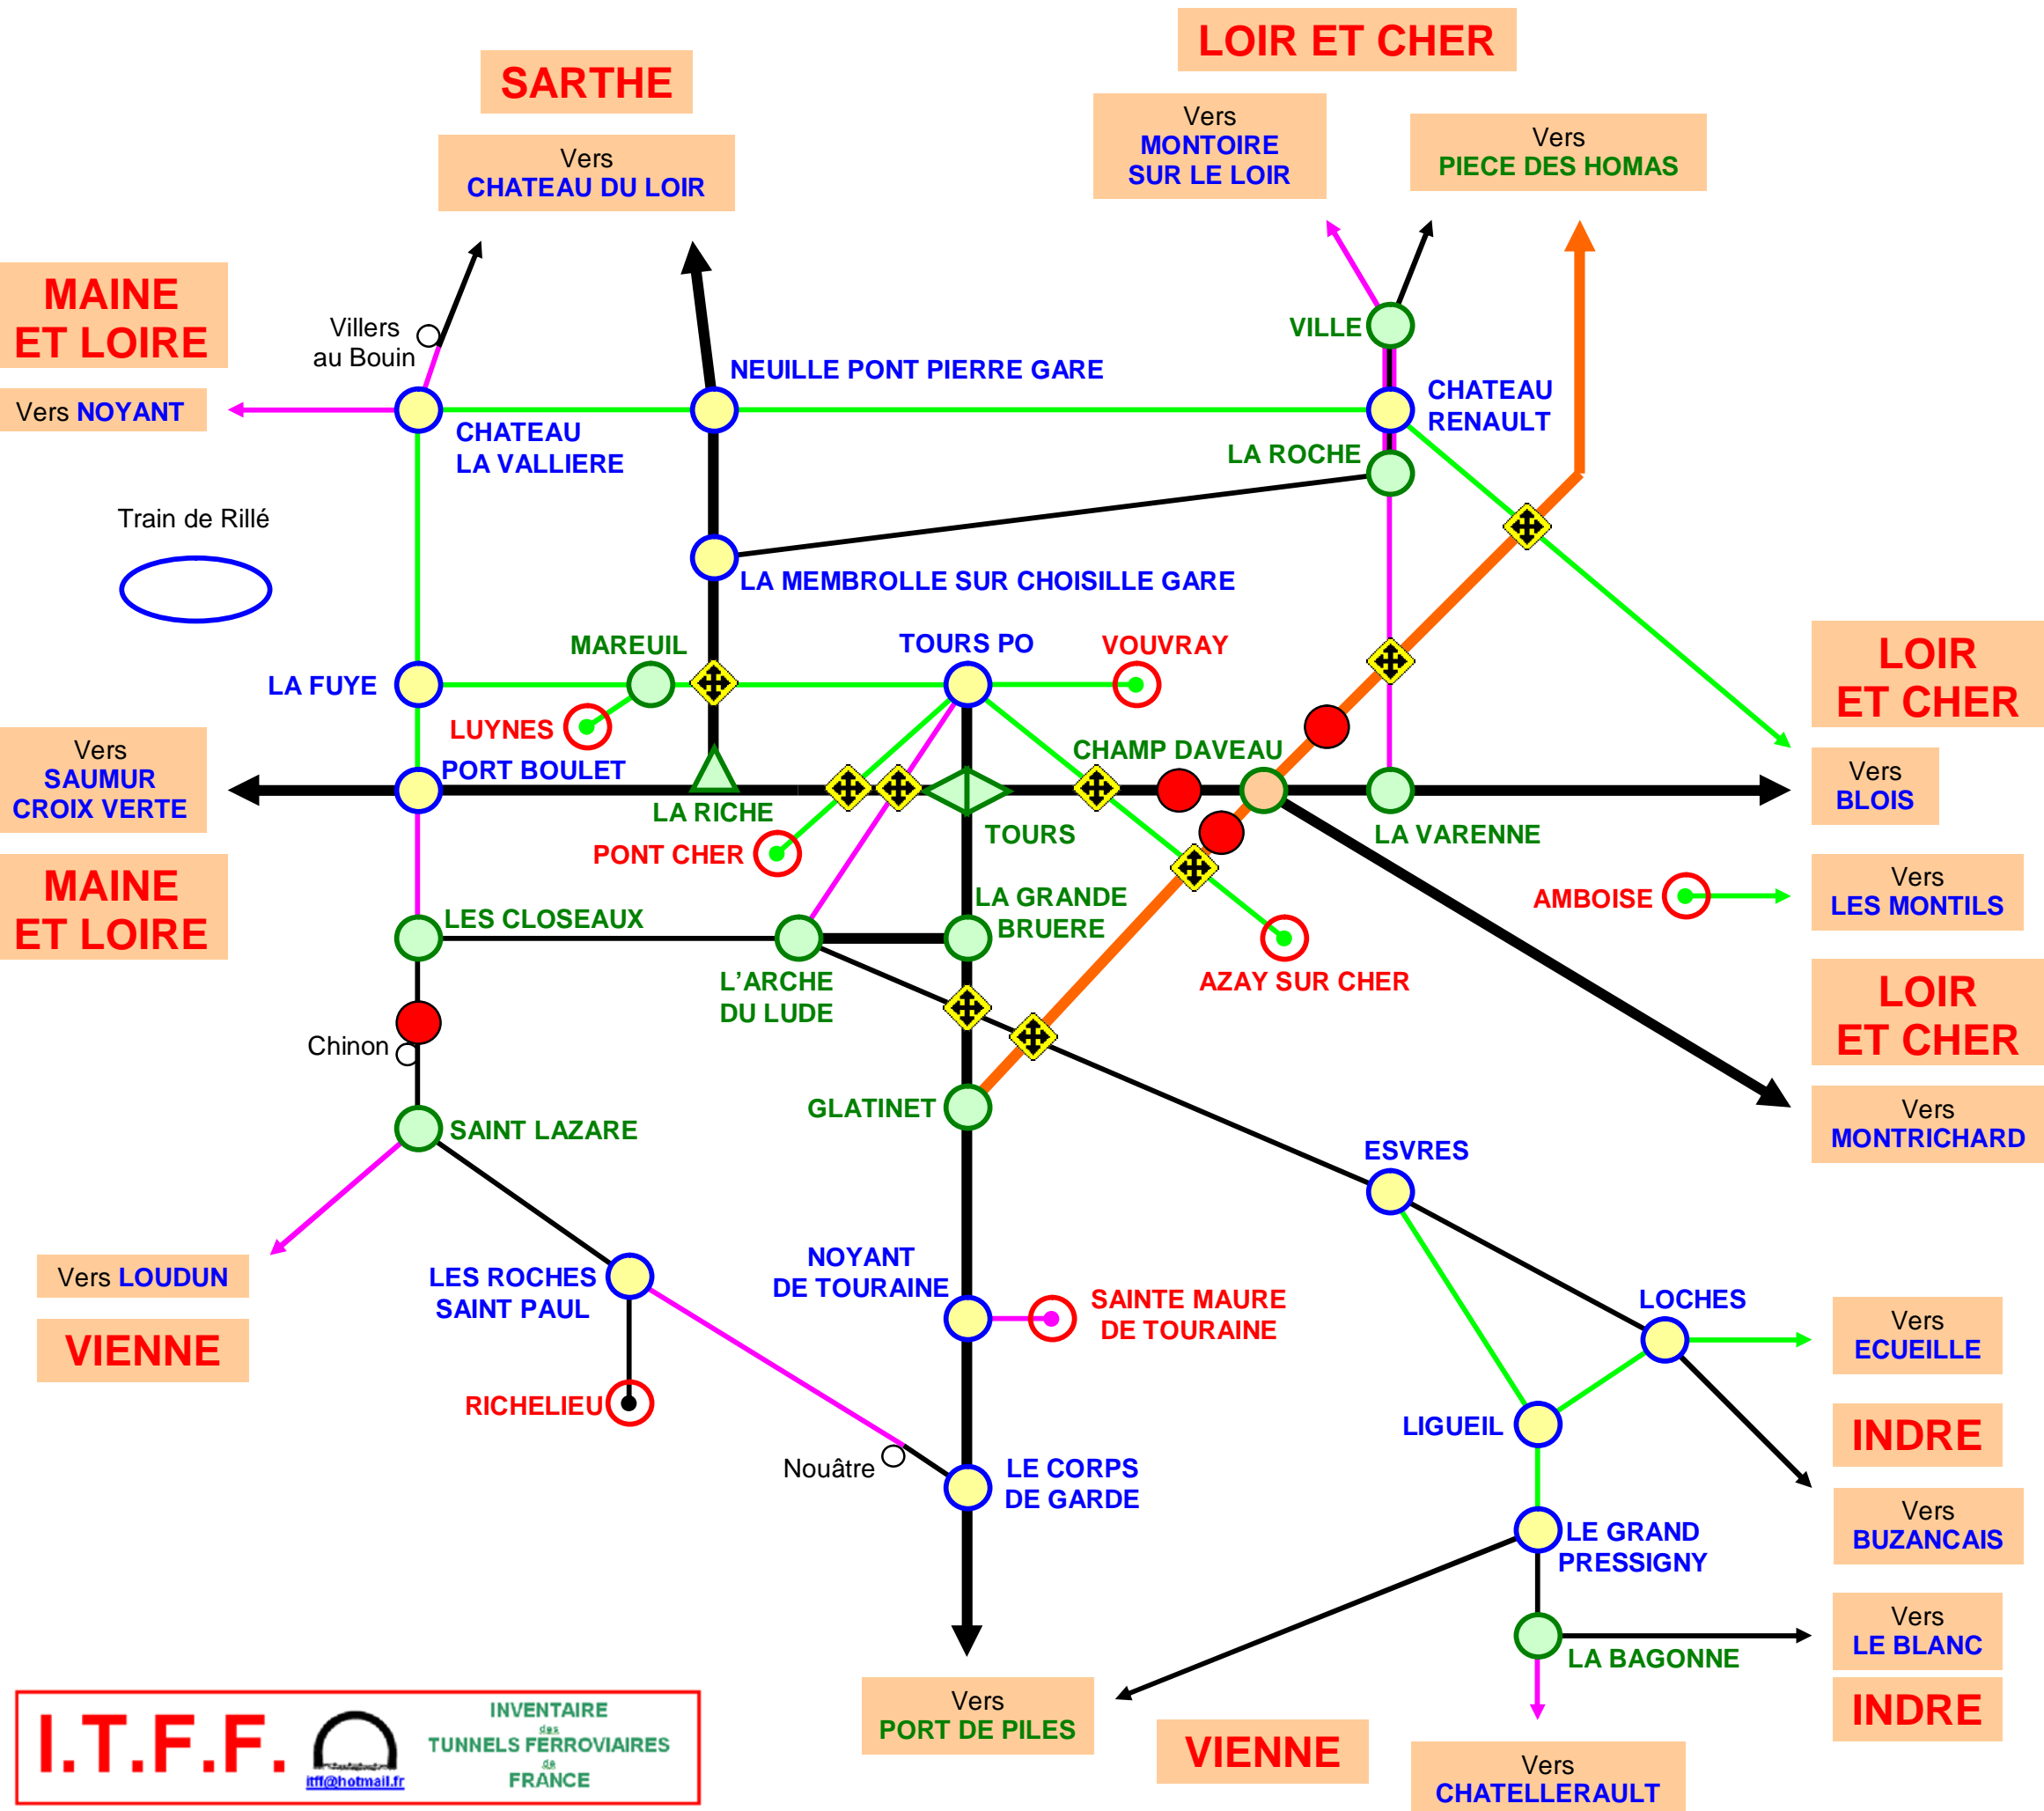 LOIR ET CHER
SARTHE
Vers
MONTOIRE
SUR LE LOIR
Vers
PIECE DES HOMAS
Vers
CHATEAU DU LOIR
MAINE
ET LOIRE
Villers
au Bouin
VILLE
NEUILLE PONT PIERRE GARE
CHATEAU
RENAULT
Vers NOYANT
CHATEAU
LA VALLIERE
LA ROCHE
Train de Rillé
LA MEMBROLLE SUR CHOISILLE GARE
MAREUIL
TOURS PO
VOUVRAY
LOIR
ET CHER
LA FUYE
LUYNES
Vers
SAUMUR
CROIX VERTE
PORT BOULET
CHAMP DAVEAU
Vers
BLOIS
LA RICHE
TOURS
LA VARENNE
PONT CHER
MAINE
ET LOIRE
LES CLOSEAUX
LA GRANDE
BRUERE
AMBOISE
Vers
LES MONTILS
L'ARCHE
DU LUDE
AZAY SUR CHER
LOIR
ET CHER
Chinon
GLATINET
SAINT LAZARE
Vers
MONTRICHARD
ESVRES
Vers LOUDUN
LES ROCHES
SAINT PAUL
NOYANT
DE TOURAINE
SAINTE MAURE
DE TOURAINE
LOCHES
Vers
ECUEILLE
VIENNE
RICHELIEU
LIGUEIL
INDRE
Nouâtre
LE CORPS
DE GARDE
LE GRAND
PRESSIGNY
Vers
BUZANCAIS
LA BAGONNE
Vers
LE BLANC
INDRE
Vers
PORT DE PILES
VIENNE
Vers
CHATELLERAULT
I.T.F.F.
itff@hotmail.fr
INVENTAIRE
des
TUNNELS FERROVIAIRES
de
FRANCE